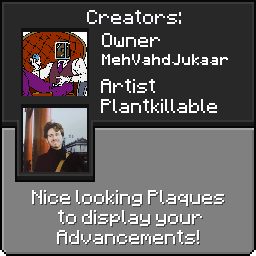 Creators:
Owner
MehVahdJukaar
Artist
Plantkillable
Nice looking Plaques
to display your
Advancements!